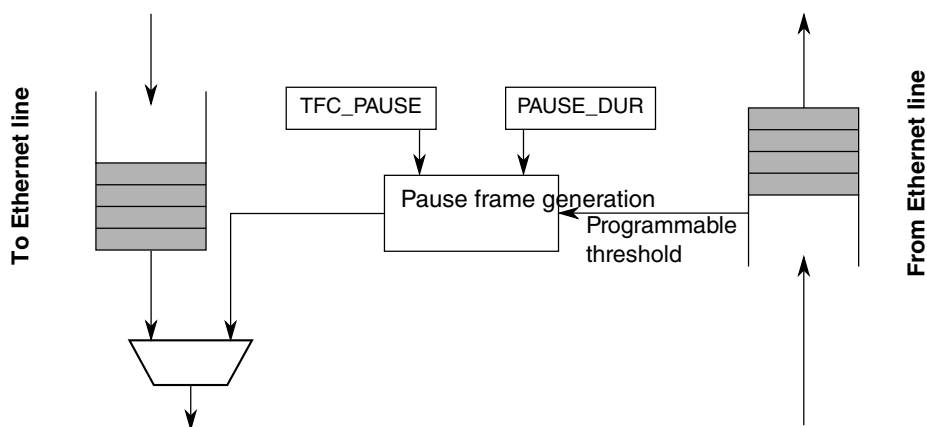 To Ethernet line
TFC_PAUSE
PAUSE_DUR
Pause frame generation
Programmable
threshold
From Ethernet line